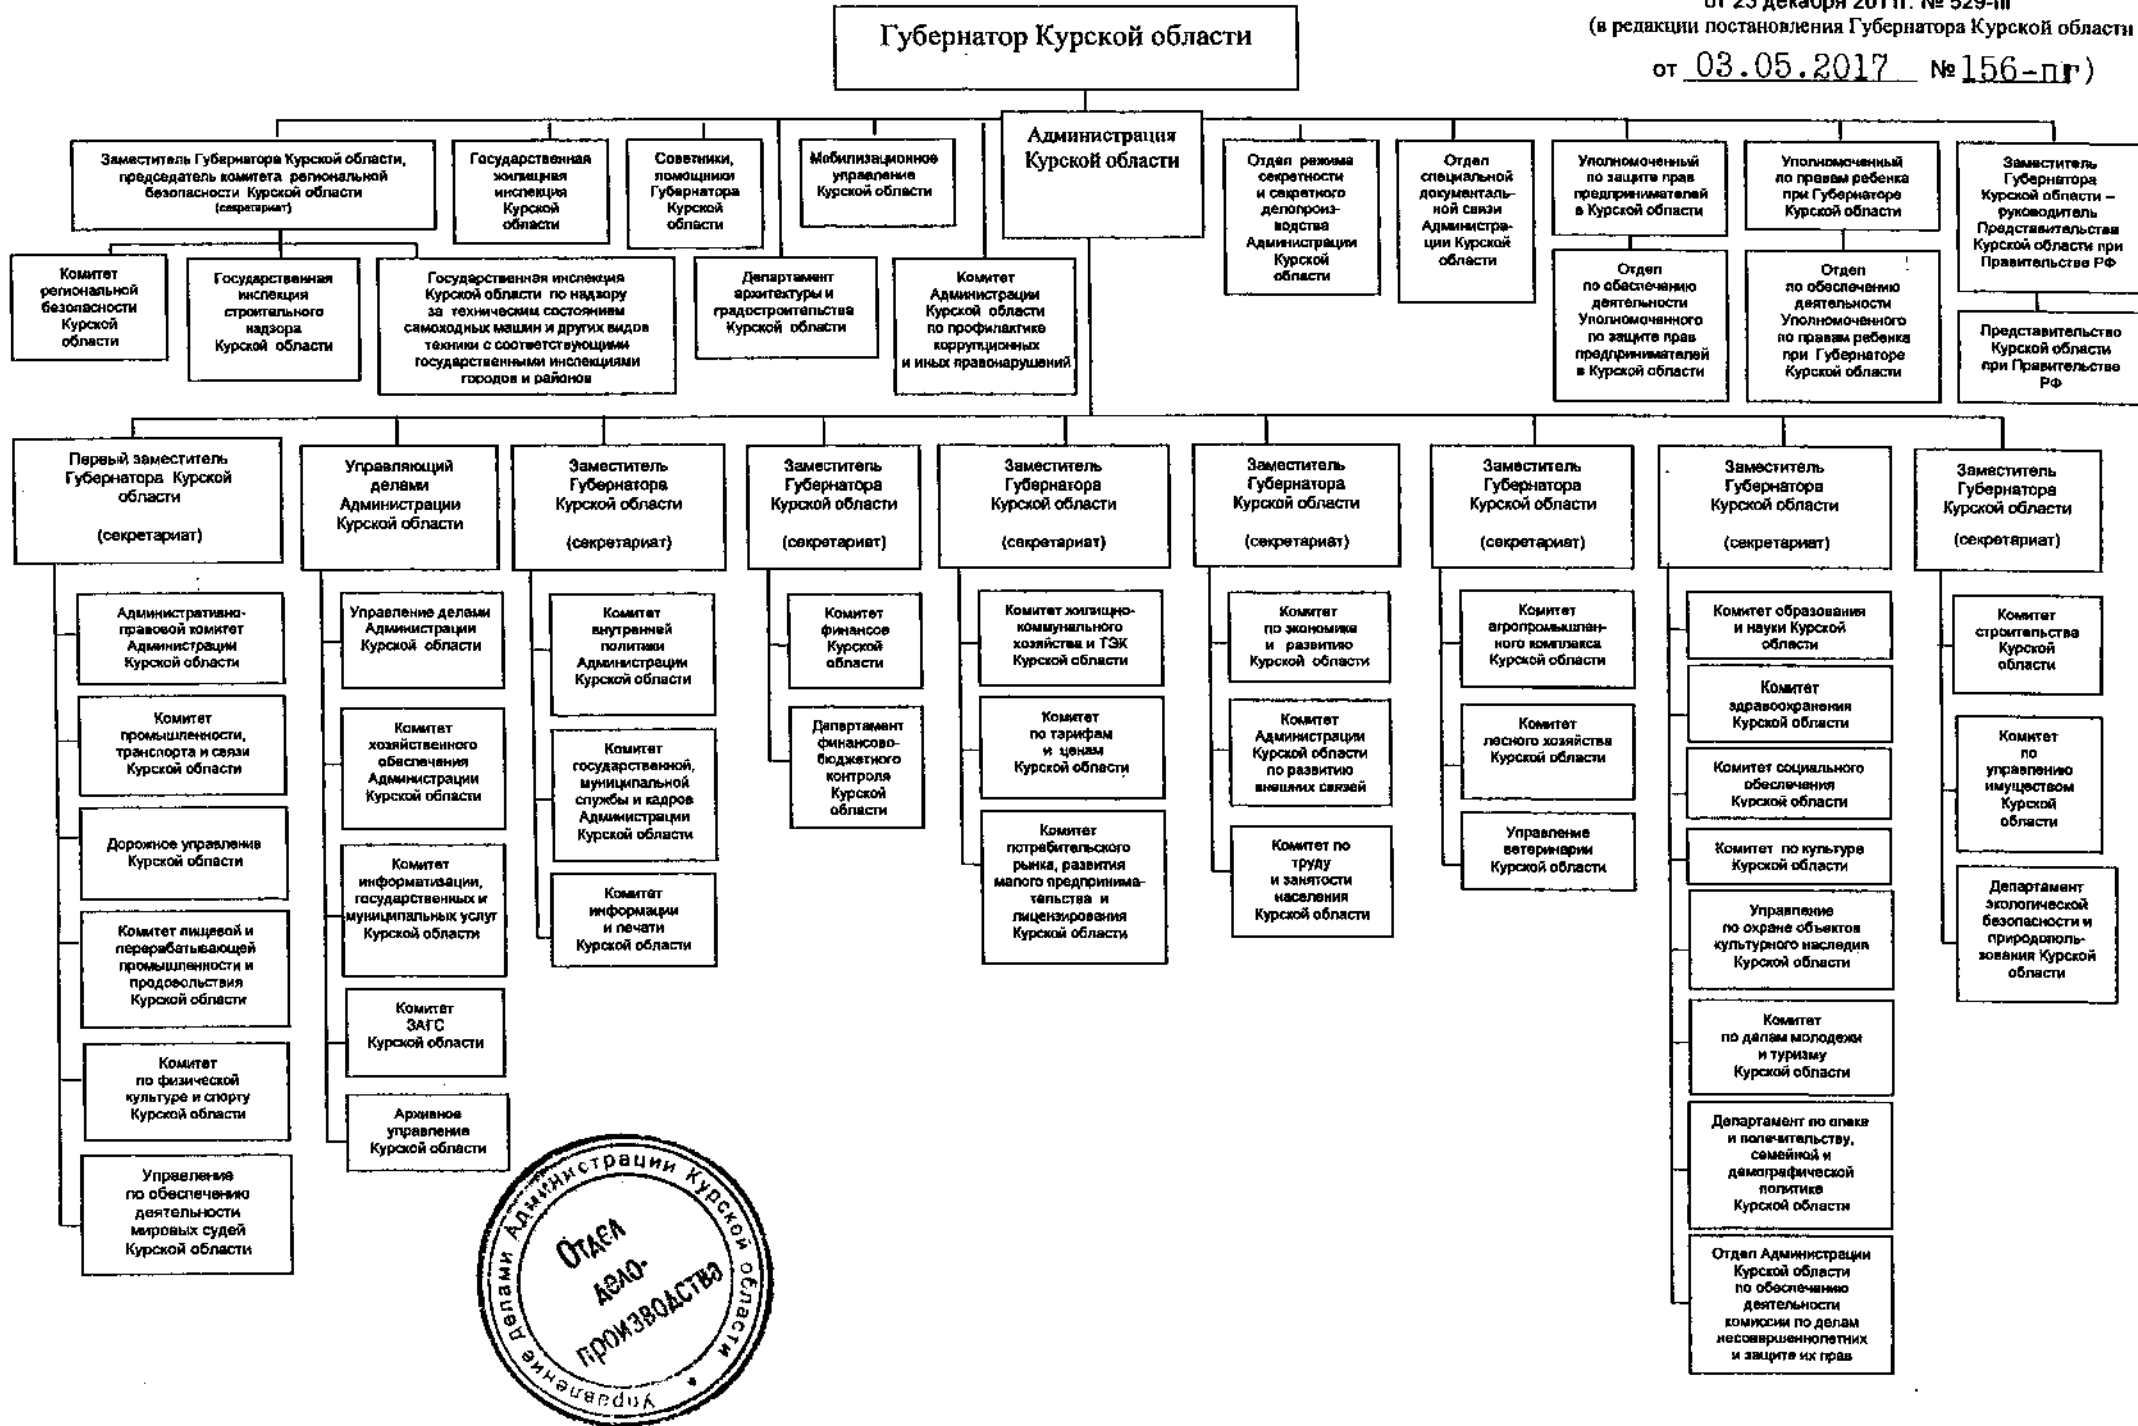 Губернатор Курской области
от 23 декабря 2011г. № 529-пг
(в редакции постановления Губернатора Курской области
от 03.05.2017 № 156-пг)
Администрация
Курской области
Заместитель Губернатора Курской области,
председатель комитета региональной
безопасности Курской области
(секретариат)
Государственная
жилищная
инспекция
Курской
области
Советники,
помощники
Губернатора
Курской
области
Мобилизационное
управление
Курской области
Отдел режима
секретности
и секретного
делопроиз-
водства
Администрации
Курской
области
Отдел
специальной
документаль-
ной связи
Администра-
ции Курской
области
Уполномоченный
по защите прав
предпринимателей
в Курской области
Уполномоченный
по правам ребенка
при Губернаторе
Курской области
Заместитель
Губернатора
Курской области –
руководитель
Представительства
Курской области при
Правительстве РФ
Комитет
региональной
безопасности
Курской
области
Государственная
инспекция
строительного
надзора
Курской области
Государственная инспекция
Курской области по надзору
за техническим состоянием
самоходных машин и других видов
техники с соответствующими
государственными инспекциями
городов и районов
Департамент
архитектуры и
градостроительства
Курской области
Комитет
Администрации
Курской области
по профилактике
коррупционных
и иных правонарушений
Отдел
по обеспечению
деятельности
Уполномоченного
по защите прав
предпринимателей
в Курской области
Отдел
по обеспечению
деятельности
Уполномоченного
по правам ребенка
при Губернаторе
Курской области
Представительство
Курской области
при Правительстве
РФ
Первый заместитель
Губернатора Курской
области
(секретариат)
Управляющий
делами
Администрации
Курской области
Заместитель
Губернатора
Курской области
(секретариат)
Заместитель
Губернатора
Курской области
(секретариат)
Заместитель
Губернатора
Курской области
(секретариат)
Заместитель
Губернатора
Курской области
(секретариат)
Заместитель
Губернатора
Курской области
(секретариат)
Заместитель
Губернатора
Курской области
(секретариат)
Заместитель
Губернатора
Курской области
(секретариат)
Административно-
правовой комитет
Администрации
Курской области
Комитет
промышленности,
транспорта и связи
Курской области
Дорожное управление
Курской области
Комитет пищевой и
перерабатывающей
промышленности и
продовольствия
Курской области
Комитет
по физической
культуре и спорту
Курской области
Управление
по обеспечению
деятельности
мировых судей
Курской области
Управление делами
Администрации
Курской области
Комитет
хозяйственного
обеспечения
Администрации
Курской области
Комитет
информатизации,
государственных и
муниципальных услуг
Курской области
Комитет
ЗАГС
Курской области
Архивное
управление
Курской области
Комитет
внутренней
политики
Администрации
Курской области
Комитет
государственной,
муниципальной
службы и кадров
Администрации
Курской области
Комитет
информации
и печати
Курской области
Комитет
финансов
Курской
области
Департамент
финансово-
бюджетного
контроля
Курской
области
Комитет жилищно-
коммунального
хозяйства и ТЭК
Курской области
Комитет
по тарифам
и ценам
Курской области
Комитет
потребительского
рынка, развития
малого предпринима-
тельства и
лицензирования
Курской области
Комитет
по экономике
и развитию
Курской области
Комитет
Администрации
Курской области
по развитию
внешних связей
Комитет по
труду
и занятости
населения
Курской области
Комитет
агропромышлен-
ного комплекса
Курской области
Комитет
лесного хозяйства
Курской области
Управление
ветеринарии
Курской области
Комитет образования
и науки Курской
области
Комитет
здравоохранения
Курской области
Комитет социального
обеспечения
Курской области
Комитет по культуре
Курской области
Управление
по охране объектов
культурного наследия
Курской области
Комитет
по делам молодежи
и туризму
Курской области
Департамент по опеке
и попечительству,
семейной и
демографической
политике
Курской области
Отдел Администрации
Курской области
по обеспечению
деятельности
комиссии по делам
несовершеннолетних
и защите их прав
Комитет
строительства
Курской
области
Комитет
по
управлению
имуществом
Курской
области
Департамент
экологической
безопасности и
природополь-
зования Курской
области
Управление делами Администрации Курской области
Отдел
дело-
производства